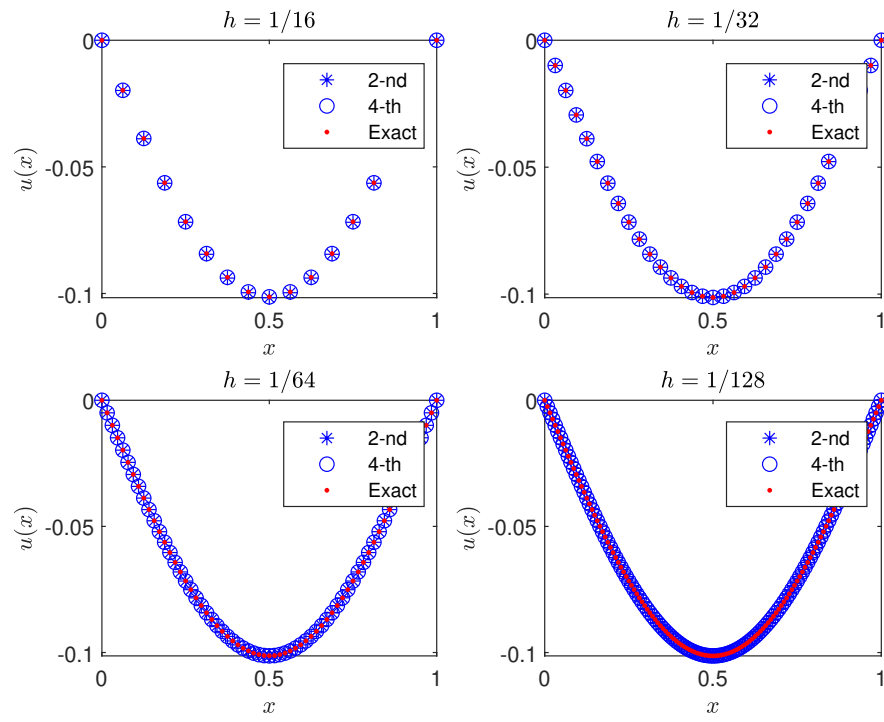 h = 1/16
0
-0.05
-0.1
u(x)
0
0.5
1
x
2-nd
4-th
Exact
h = 1/32
0
-0.05
-0.1
u(x)
0
0.5
1
x
2-nd
4-th
Exact
h = 1/64
0
-0.05
-0.1
u(x)
0
0.5
1
x
2-nd
4-th
Exact
h = 1/128
0
-0.05
-0.1
u(x)
0
0.5
1
x
2-nd
4-th
Exact